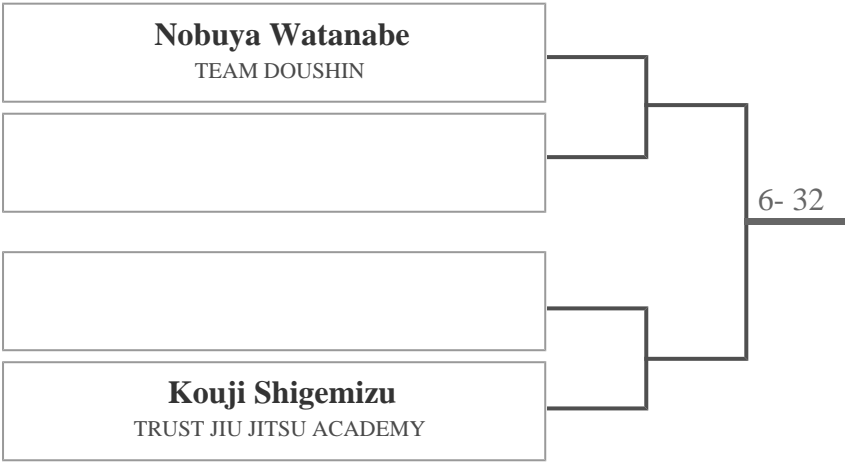 Nobuya Watanabe
TEAM DOUSHIN
6- 32
Kouji Shigemizu
TRUST JIU JITSU ACADEMY